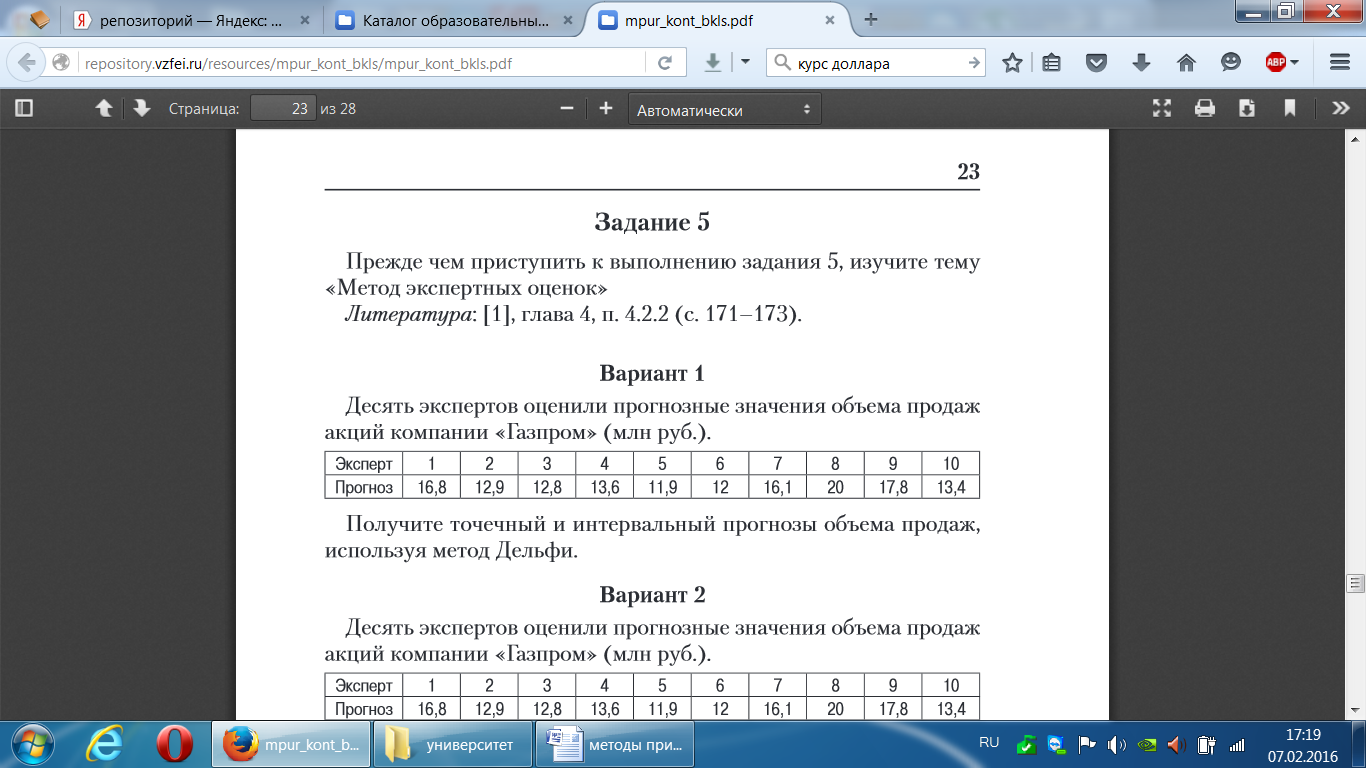 репозиторий — Яндекс: ...
Каталог образовательны...
mpur_kont_bkls.pdf
repository.vzfei.ru/resources/mpur_kont_bkls/mpur_kont_bkls.pdf
курс доллара
ABP
Страница: 23 из 28
Автоматически
23
Задание 5
Прежде чем приступить к выполнению задания 5, изучите тему
«Метод экспертных оценок»
Литература: [1], глава 4, п. 4.2.2 (с. 171–173).
Вариант 1
Десять экспертов оценили прогнозные значения объема продаж
акций компании «Газпром» (млн руб.).
Эксперт 1 2 3 4 5 6 7 8 9 10
Прогноз 16,8 12,9 12,8 13,6 11,9 12 16,1 20 17,8 13,4
Получите точечный и интервальный прогнозы объема продаж,
используя метод Дельфи.
Вариант 2
Десять экспертов оценили прогнозные значения объема продаж
акций компании «Газпром» (млн руб.).
Эксперт 1 2 3 4 5 6 7 8 9 10
Прогноз 16,8 12,9 12,8 13,6 11,9 12 16,1 20 17,8 13,4
mpur_kont_b...
университет
методы при...
RU
17:19
07.02.2016